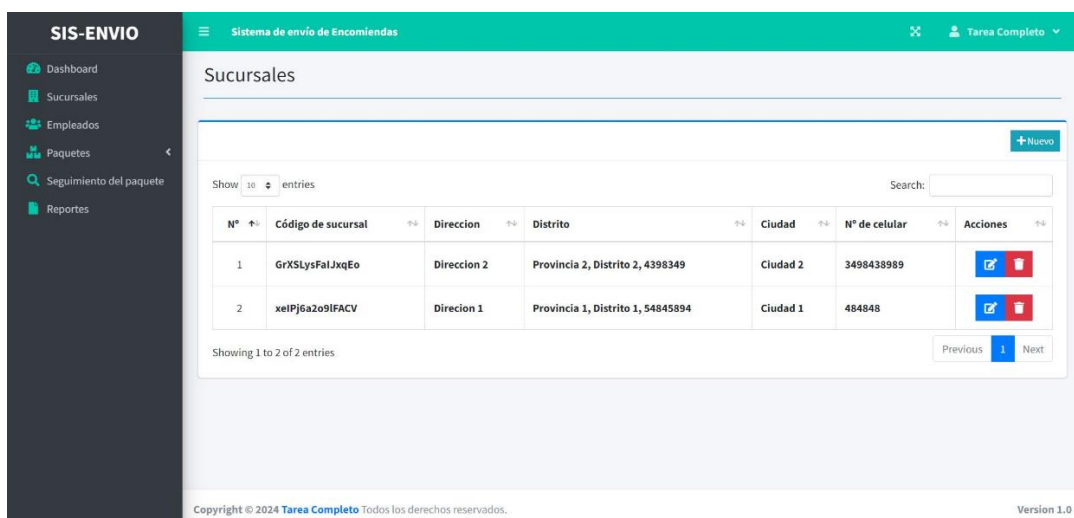 SIS-ENVIO
Sistema de envío de Encomiendas
Tarea Completo
Dashboard
Sucursales
Empleados
Paquetes
Seguimiento del paquete
Reportes
Sucursales
Nuevo
Show 10 entries
Search:
N° Código de sucursal Direccion Distrito Ciudad N° de celular Acciones
1 GrXSLysFaIJxqEo Direccion 2 Provincia 2, Distrito 2, 4398349 Ciudad 2 3498438989
2 xeIPj6a2o9lFACV Direcion 1 Provincia 1, Distrito 1, 54845894 Ciudad 1 484848
Showing 1 to 2 of 2 entries
Previous 1 Next
Copyright © 2024 Tarea Completo Todos los derechos reservados.
Version 1.0